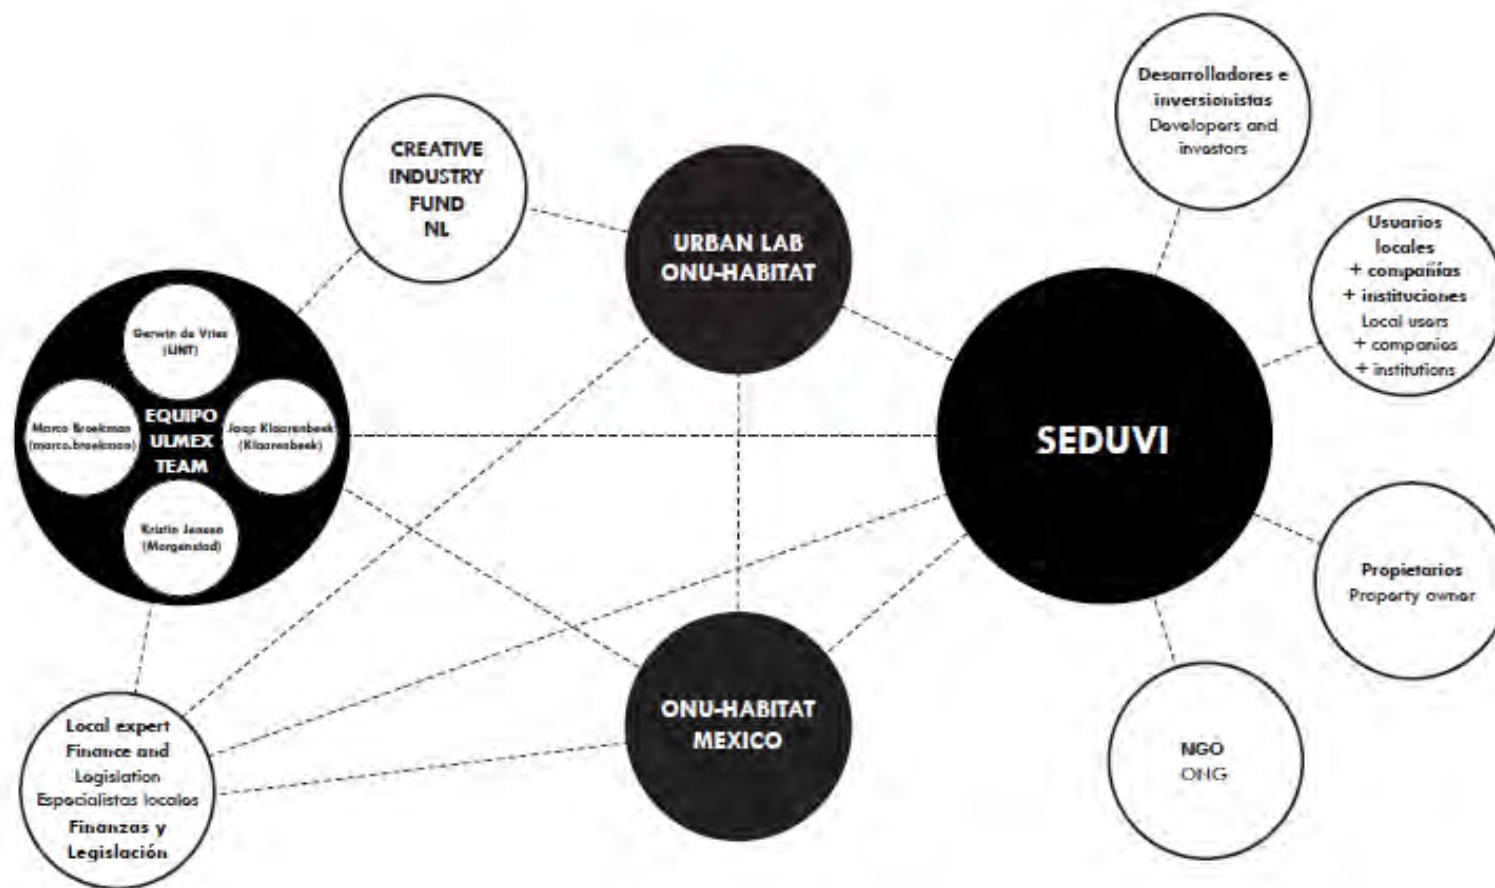 CREATIVE
INDUSTRY
FUND
NL
URBAN LAB
ONU-HABITAT
Desarrolladores e
inversionistas
Developers and
investors
Usuarios
locales
+ compañías
+ instituciones
Local users
+ companies
+ institutions
Gerwin de Vries
(LINT)
Marco Broekman
(marco.broekman)
EQUIPO
ULMEX
TEAM
Jaap Klaarenbeek
(Klaarenbeek)
Kristin Jensen
(Morgenstad)
SEDUVI
Propietarios
Property owner
Local expert
Finance and
Legislation
Especialistas locales
Finanzas y
Legislación
ONU-HABITAT
MEXICO
NGO
ONG